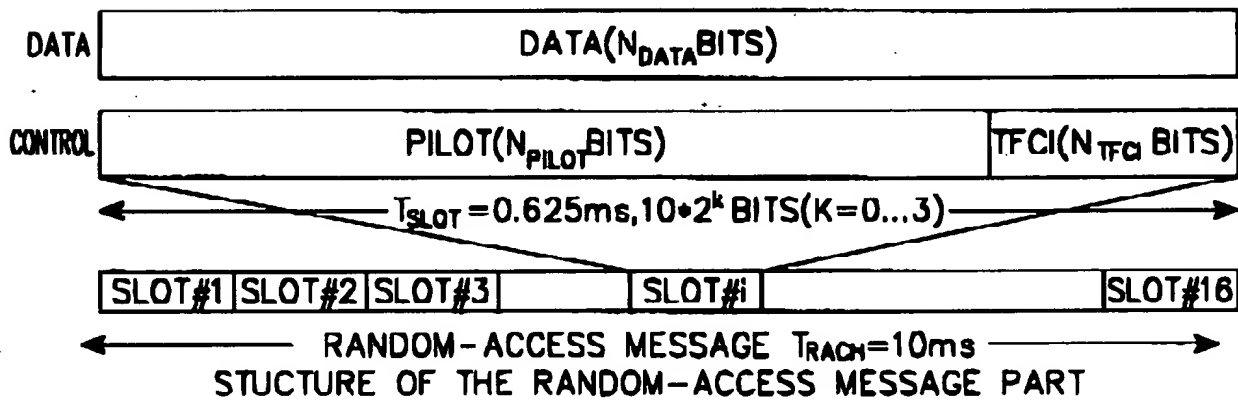 DATA DATA(N_DATA BITS)
CONTROL PILOT(N_PILOT BITS) TFCI(N_TFCI BITS)
T_SLOT=0.625ms,10*2^k BITS(K=0...3)
SLOT#1 SLOT#2 SLOT#3 SLOT#i SLOT#16
RANDOM-ACCESS MESSAGE T_RACH=10ms
STUCTURE OF THE RANDOM-ACCESS MESSAGE PART